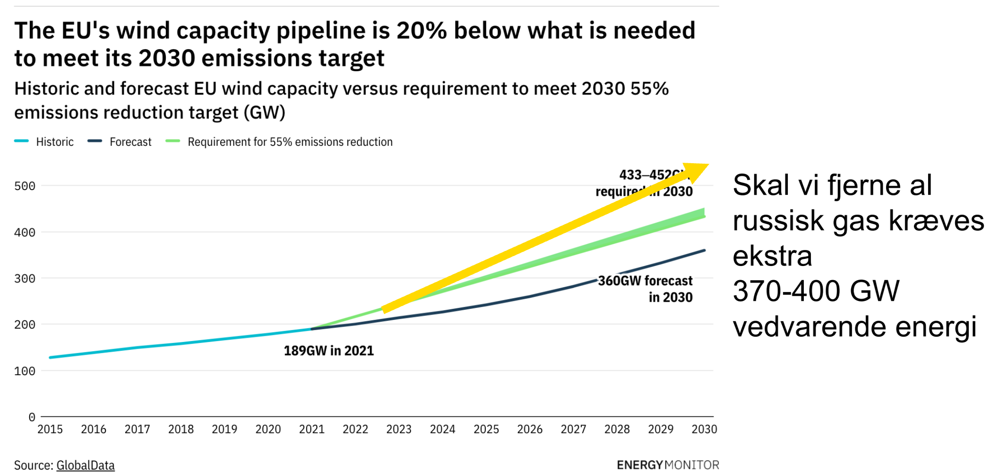 The EU's wind capacity pipeline is 20% below what is needed
to meet its 2030 emissions target
Historic and forecast EU wind capacity versus requirement to meet 2030 55%
emissions reduction target (GW)
Historic Forecast Requirement for 55% emissions reduction
433–452GW
required in 2030
500
400
300
200
100
0
360GW forecast
in 2030
189GW in 2021
2015 2016 2017 2018 2019 2020 2021 2022 2023 2024 2025 2026 2027 2028 2029 2030
Source: GlobalData
ENERGYMONITOR
Skal vi fjerne al
russisk gas kræves
ekstra
370-400 GW
vedvarende energi